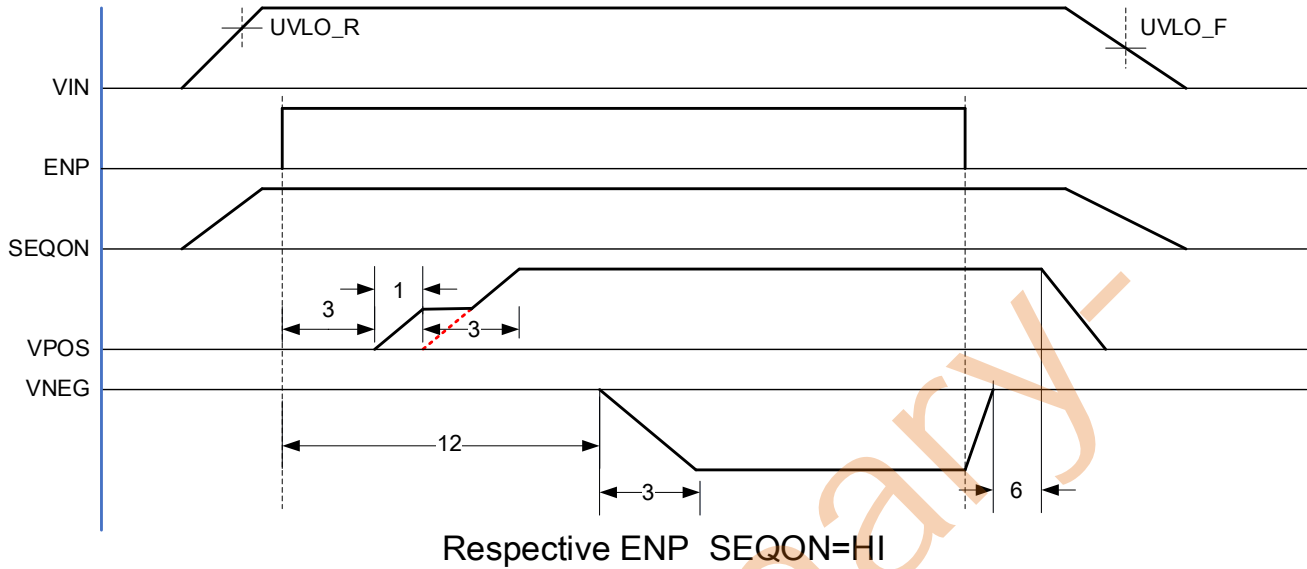 UVLO_R
UVLO_F
VIN
ENP
SEQON
1
3
3
VPOS
VNEG
12
3
6
Respective ENP SEQON=HI